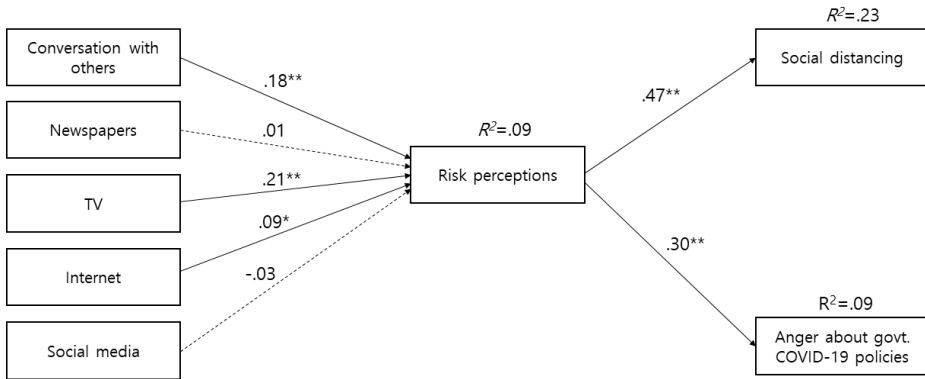 Conversation with
others
Newspapers
TV
Internet
Social media
.18**
.01
.21**
.09*
-.03
R²=.09
Risk perceptions
.47**
.30**
R²=.23
Social distancing
R²=.09
Anger about govt.
COVID-19 policies